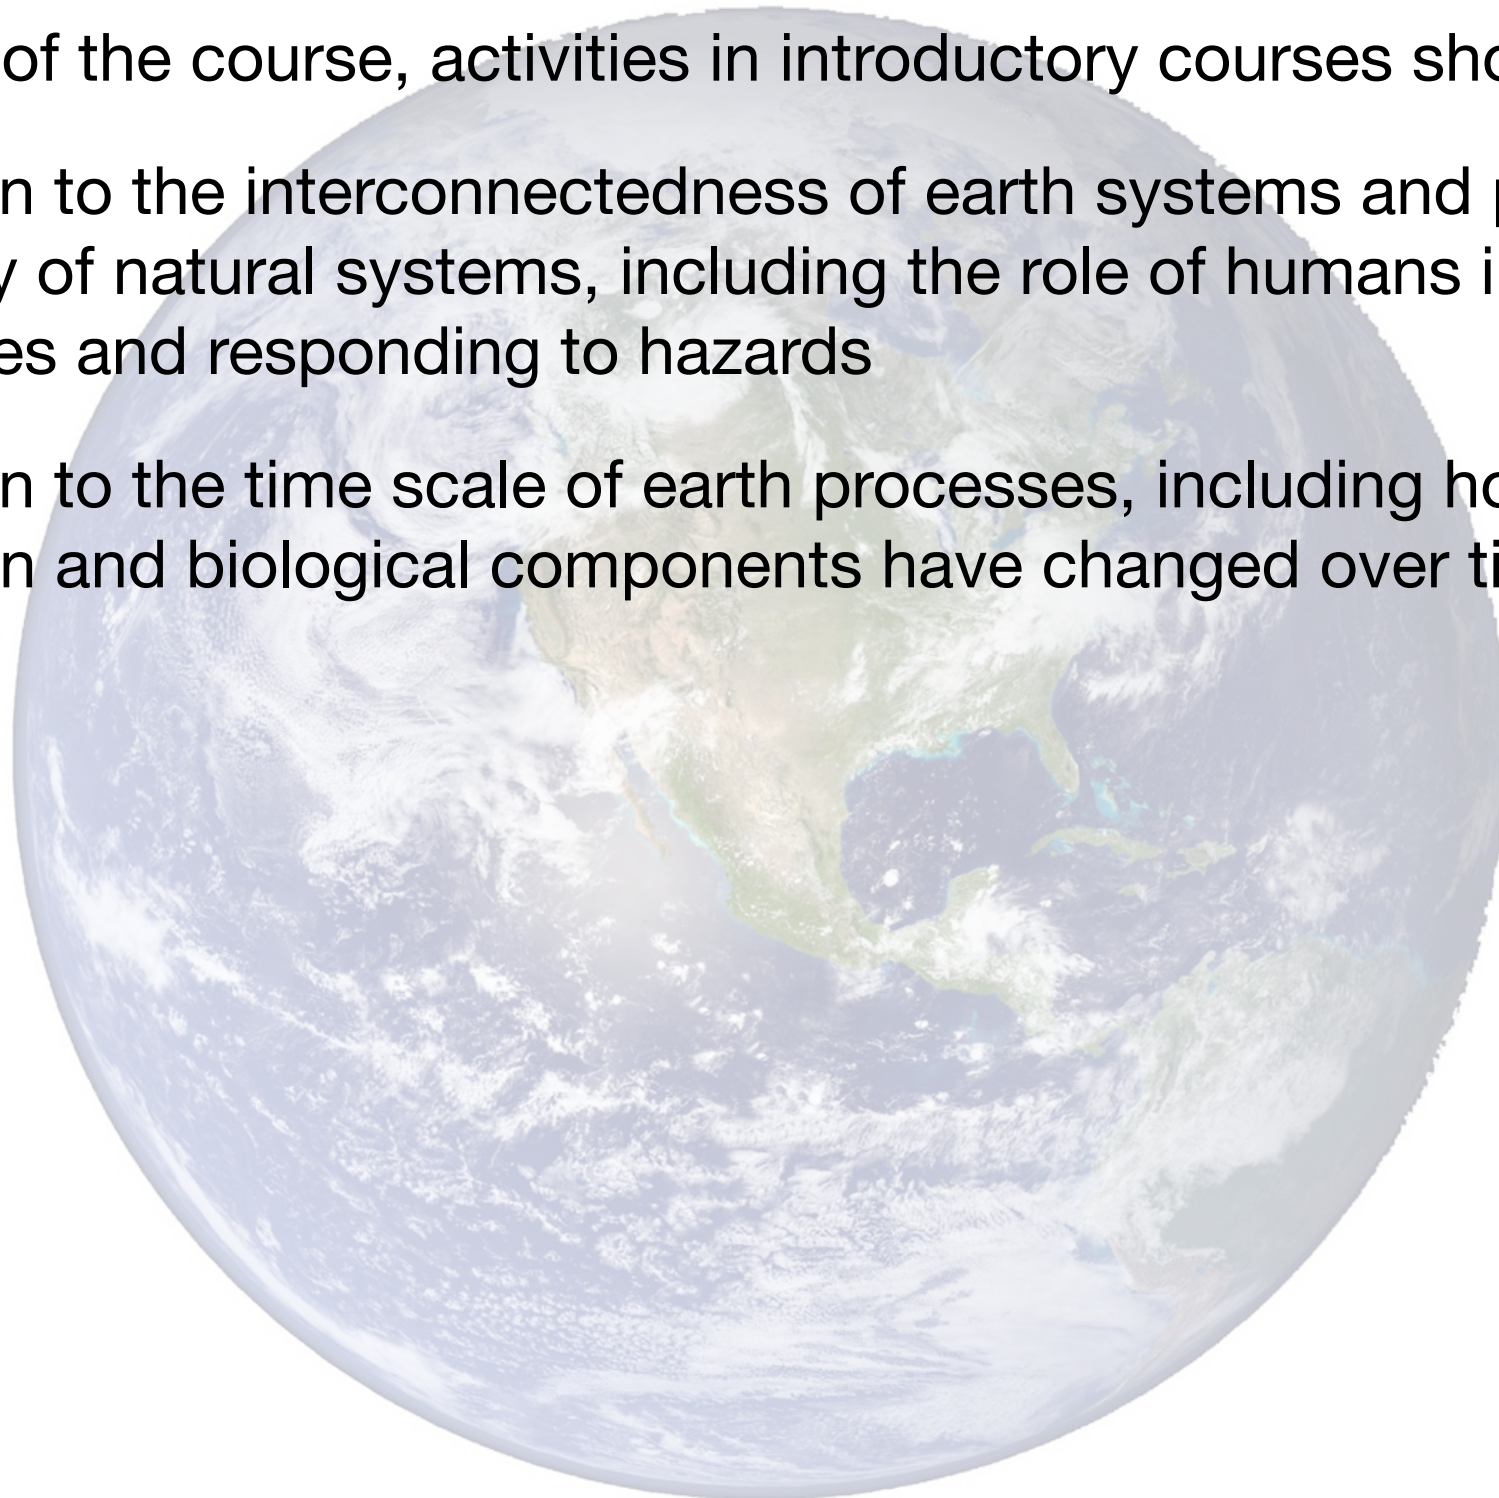 of the course, activities in introductory courses sho
n to the interconnectedness of earth systems and
y of natural systems, including the role of humans i
es and responding to hazards
n to the time scale of earth processes, including ho
n and biological components have changed over ti